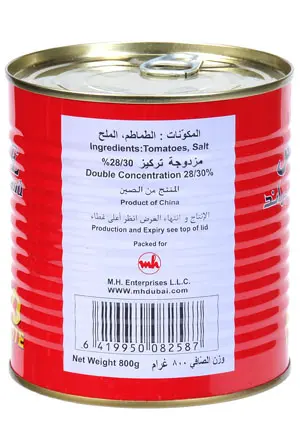 المكوّنات : الطماطم، الملح
Ingredients:Tomatoes, Salt
مزدوجة تركيز 28/30%
Double Concentration 28/30%
المنتج من الصين
Product of China
الإنتاج و انتهاء العرض انظر أعلى غطاء
Production and Expiry see top of lid
Packed for
mh
M.H. Enterprises L.L.C.
www.mhdubai.com
6 419950 082587
Net Weight 800g
وزن الصافي ٨٠٠ غرام